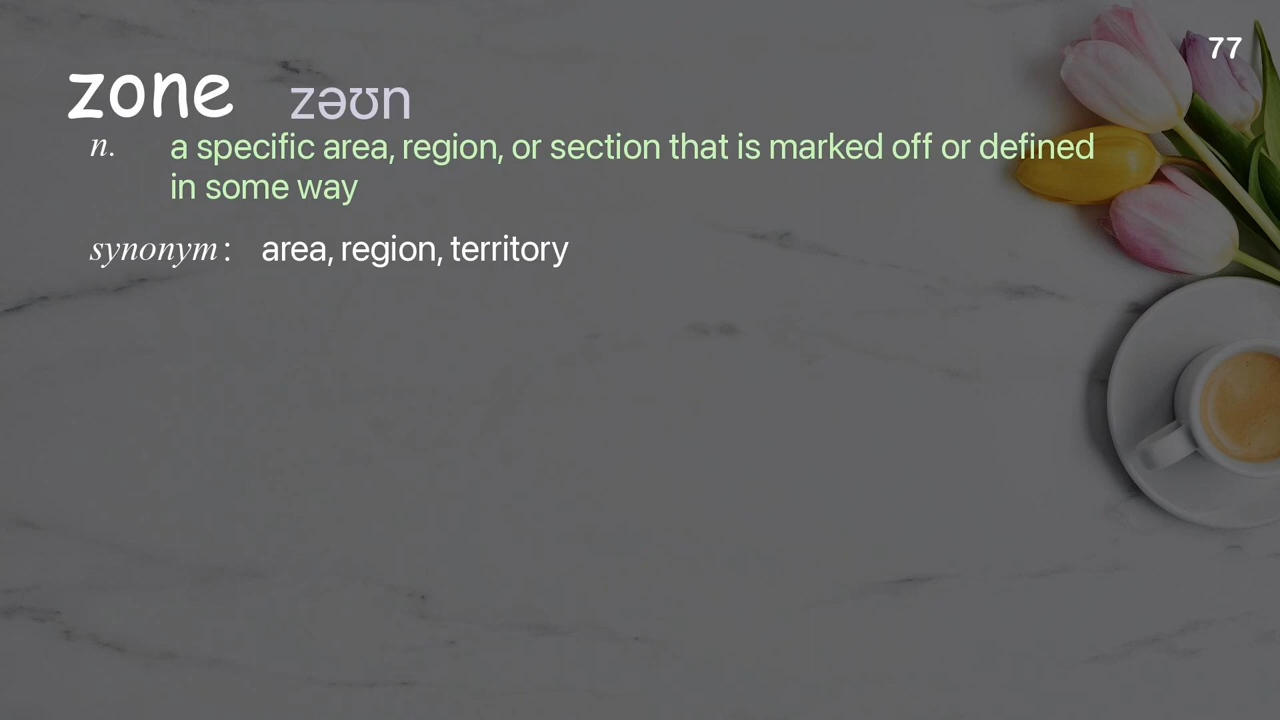 77
zone zəʊn
n. a specific area, region, or section that is marked off or defined
in some way
synonym: area, region, territory